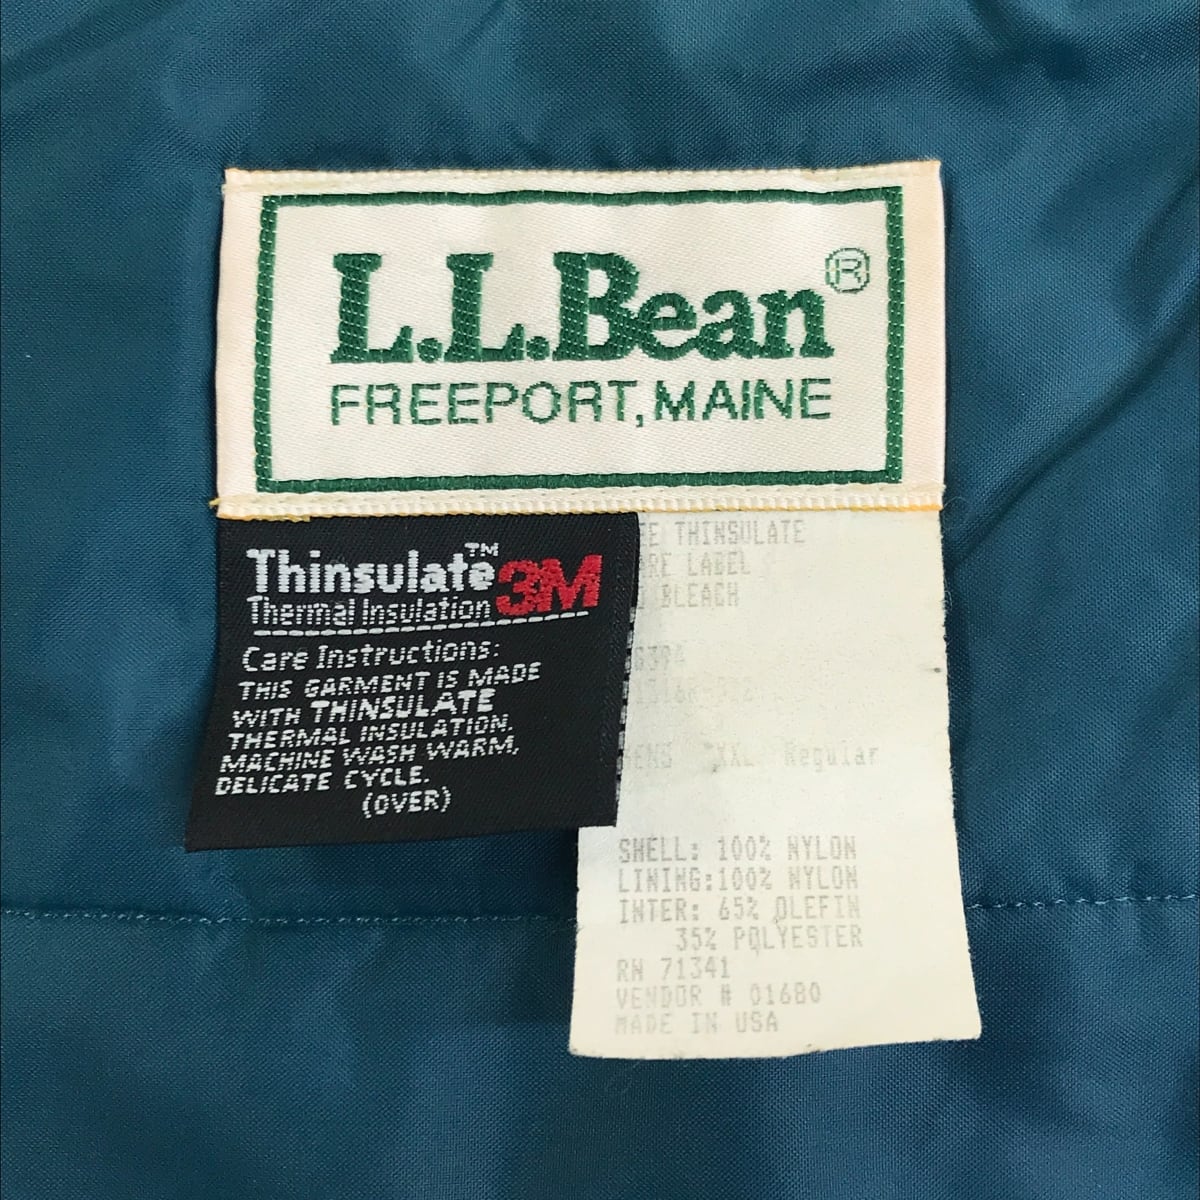 L.L.Bean®
FREEPORT, MAINE
Thinsulate™ 3M
Thermal Insulation
Care Instructions:
THIS GARMENT IS MADE
WITH THINSULATE
THERMAL INSULATION.
MACHINE WASH WARM,
DELICATE CYCLE.
(OVER)
THINSULATE
LABEL
BLEACH
XXL Regular
SHELL: 100% NYLON
LINING:100% NYLON
INTER: 65% OLEFIN
35% POLYESTER
RN 71341
VENDOR # 01680
MADE IN USA